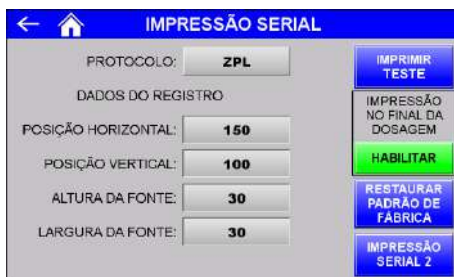 IMPRESSÃO SERIAL
PROTOCOLO: ZPL
DADOS DO REGISTRO
POSIÇÃO HORIZONTAL: 150
POSIÇÃO VERTICAL: 100
ALTURA DA FONTE: 30
LARGURA DA FONTE: 30
IMPRIMIR
TESTE
IMPRESSÃO
NO FINAL DA
DOSAGEM
HABILITAR
RESTAURAR
PADRÃO DE
FÁBRICA
IMPRESSÃO
SERIAL 2